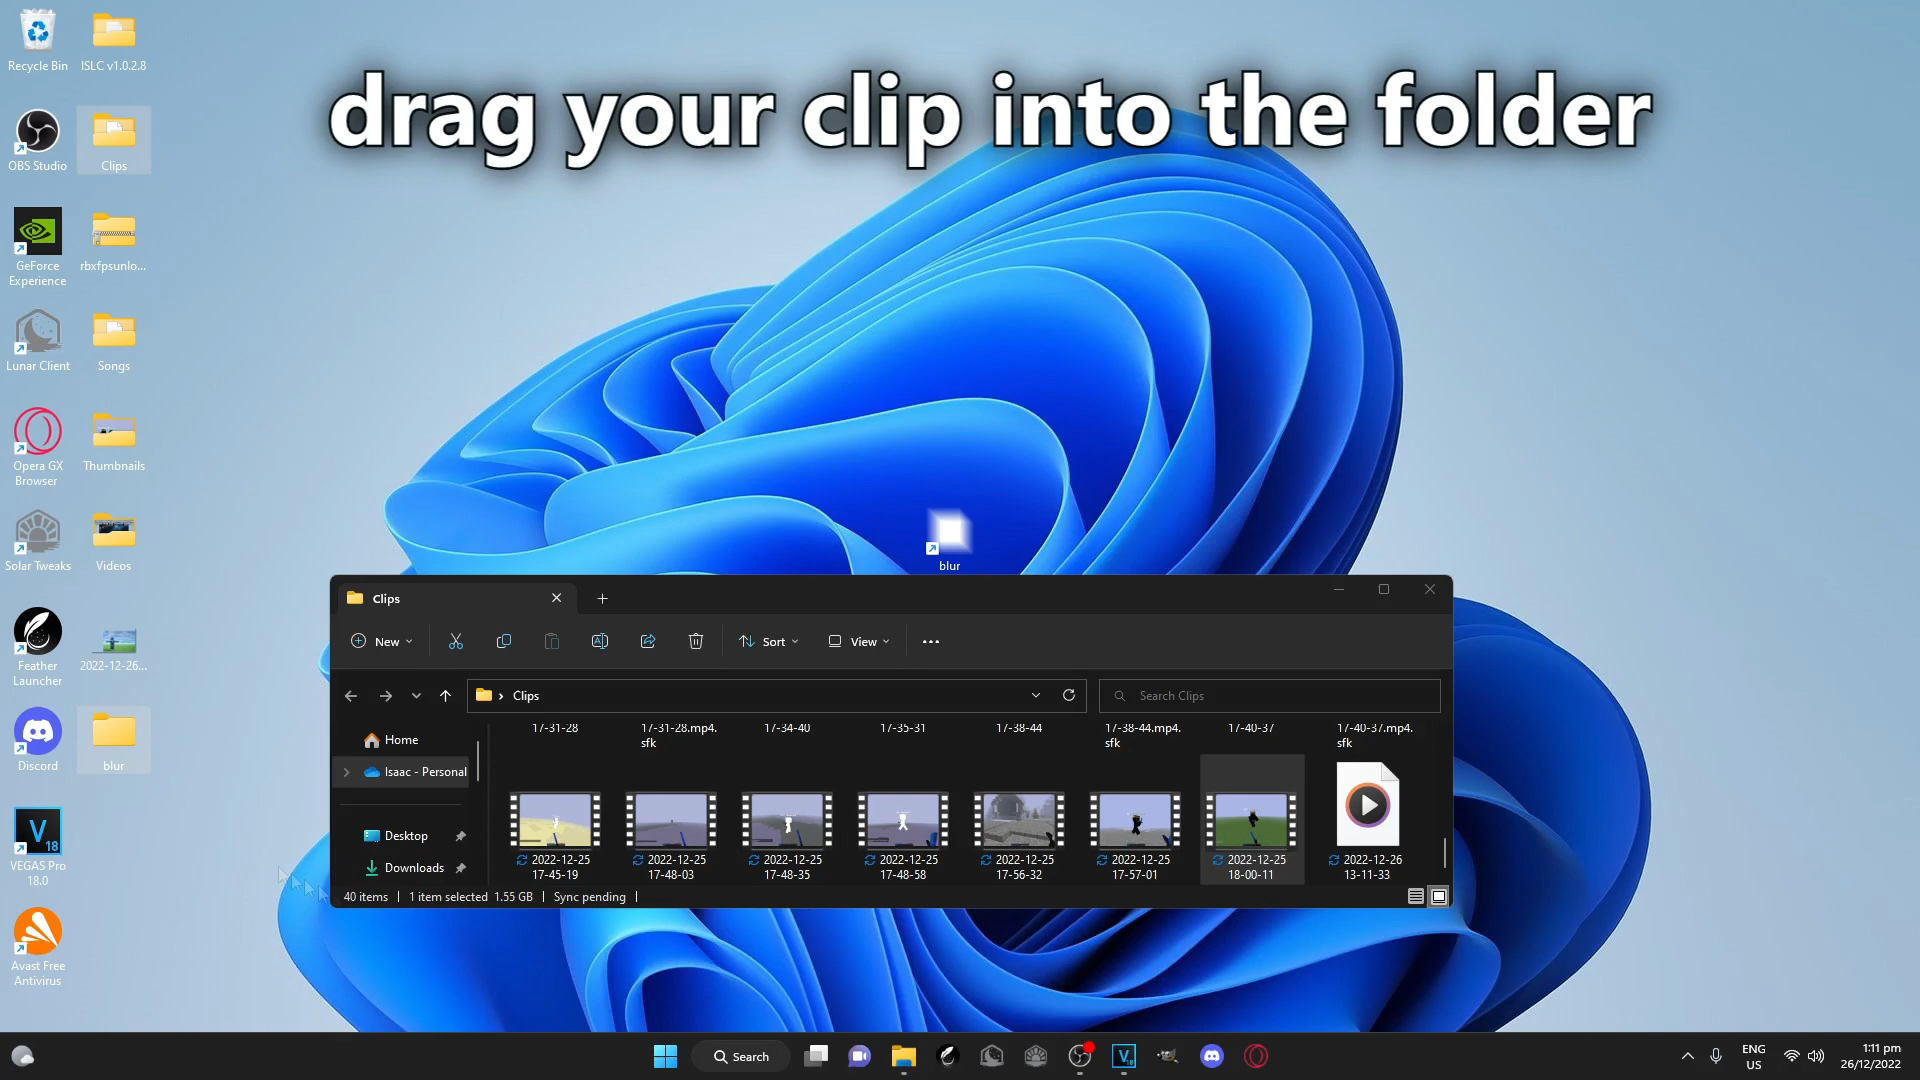 drag your clip into the folder
Recycle Bin
ISLC v1.0.2.8
OBS Studio
Clips
GeForce
Experience
rbxfpsunlo...
Lunar Client
Songs
Opera GX
Browser
Thumbnails
Solar Tweaks
Videos
Feather
Launcher
2022-12-26...
Discord
blur
V
18
VEGAS Pro
18.0
Avast Free
Antivirus
blur
Clips
New
Sort
View
Clips
Search Clips
Home
Isaac - Personal
Desktop
Downloads
17-31-28
17-31-28.mp4.
sfk
17-34-40
17-35-31
17-38-44
17-38-44.mp4.
sfk
17-40-37
17-40-37.mp4.
sfk
2022-12-25
17-45-19
2022-12-25
17-48-03
2022-12-25
17-48-35
2022-12-25
17-48-58
2022-12-25
17-56-32
2022-12-25
17-57-01
2022-12-25
18-00-11
2022-12-26
13-11-33
40 items
1 item selected 1.55 GB
Sync pending
Search
V
ENG
US
1:11 pm
26/12/2022